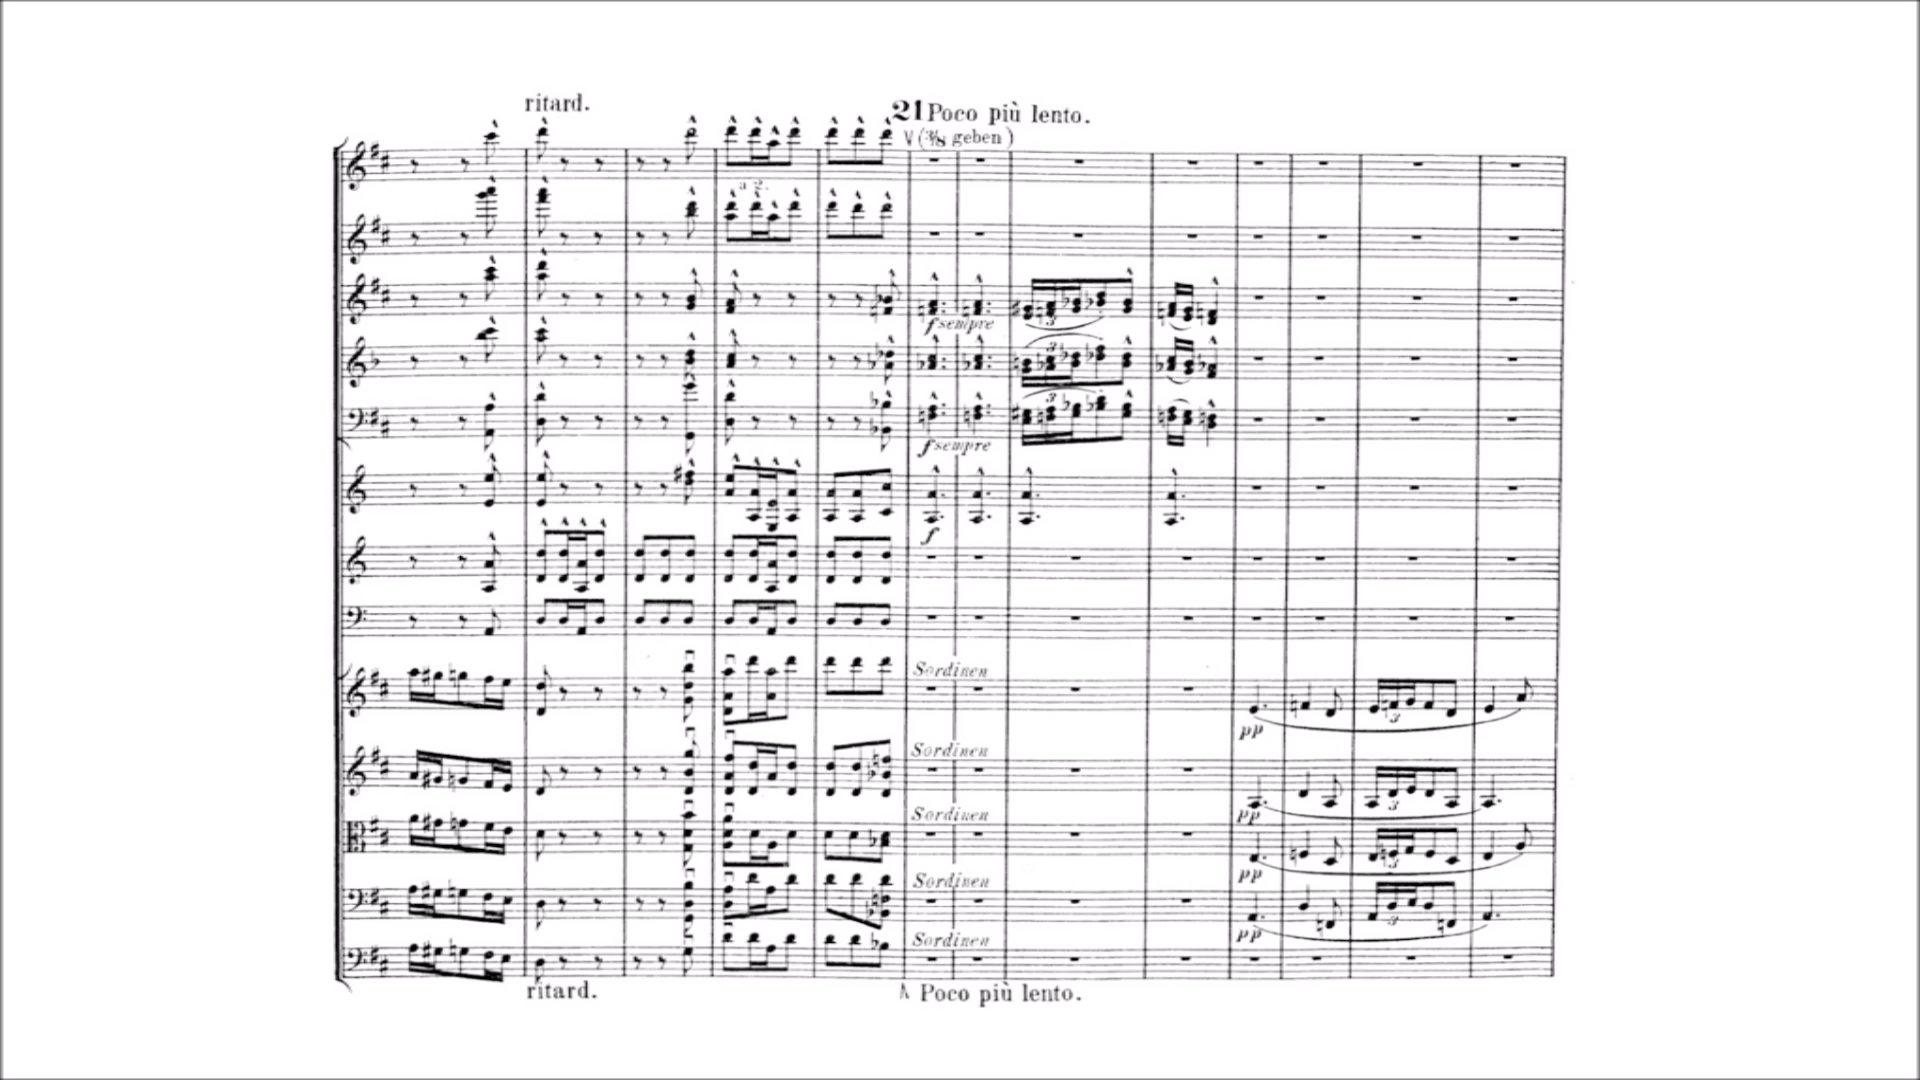 ritard.
21 Poco più lento.
V (3/8 geben)
a 2.
f sempre
3
3
3
f sempre
f
Sordinen
pp
3
Sordinen
pp
3
Sordinen
pp
3
Sordinen
pp
3
Sordinen
ritard.
Poco più lento.